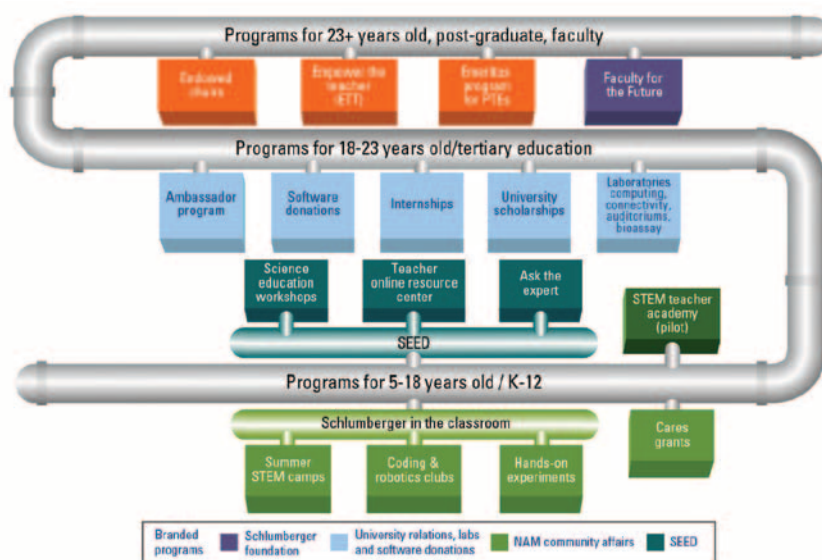 Programs for 23+ years old, post-graduate, faculty
Endowed
chairs
Empower the
teacher
(ETT)
Emeritus
program
for PTEs
Faculty for
the Future
Programs for 18-23 years old/tertiary education
Ambassador
program
Software
donations
Internships
University
scholarships
Laboratories
computing,
connectivity,
auditoriums,
bioassay
Science
education
workshops
Teacher
online resource
center
Ask the
expert
STEM teacher
academy
(pilot)
SEED
Programs for 5-18 years old / K-12
Schlumberger in the classroom
Summer
STEM camps
Coding &
robotics clubs
Hands-on
experiments
Cares
grants
Branded
programs
Schlumberger
foundation
University relations, labs
and software donations
NAM community affairs
SEED